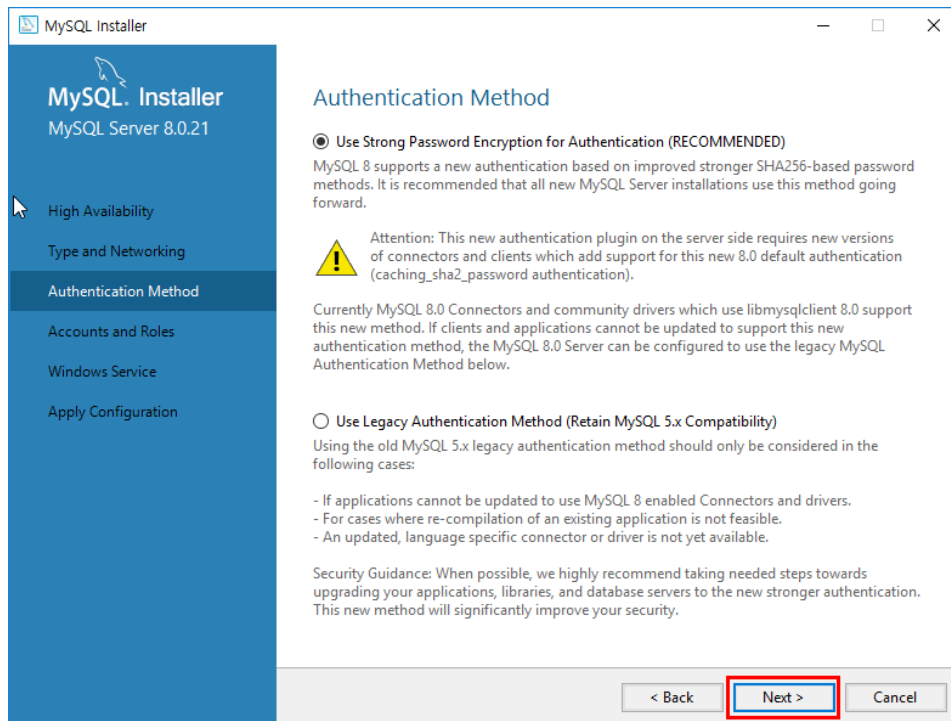 MySQL Installer
MySQL. Installer
MySQL Server 8.0.21
High Availability
Type and Networking
Authentication Method
Accounts and Roles
Windows Service
Apply Configuration
Authentication Method
Use Strong Password Encryption for Authentication (RECOMMENDED)
MySQL 8 supports a new authentication based on improved stronger SHA256-based password
methods. It is recommended that all new MySQL Server installations use this method going
forward.
Attention: This new authentication plugin on the server side requires new versions
of connectors and clients which add support for this new 8.0 default authentication
(caching_sha2_password authentication).
Currently MySQL 8.0 Connectors and community drivers which use libmysqlclient 8.0 support
this new method. If clients and applications cannot be updated to support this new
authentication method, the MySQL 8.0 Server can be configured to use the legacy MySQL
Authentication Method below.
Use Legacy Authentication Method (Retain MySQL 5.x Compatibility)
Using the old MySQL 5.x legacy authentication method should only be considered in the
following cases:
- If applications cannot be updated to use MySQL 8 enabled Connectors and drivers.
- For cases where re-compilation of an existing application is not feasible.
- An updated, language specific connector or driver is not yet available.
Security Guidance: When possible, we highly recommend taking needed steps towards
upgrading your applications, libraries, and database servers to the new stronger authentication.
This new method will significantly improve your security.
< Back
Next >
Cancel